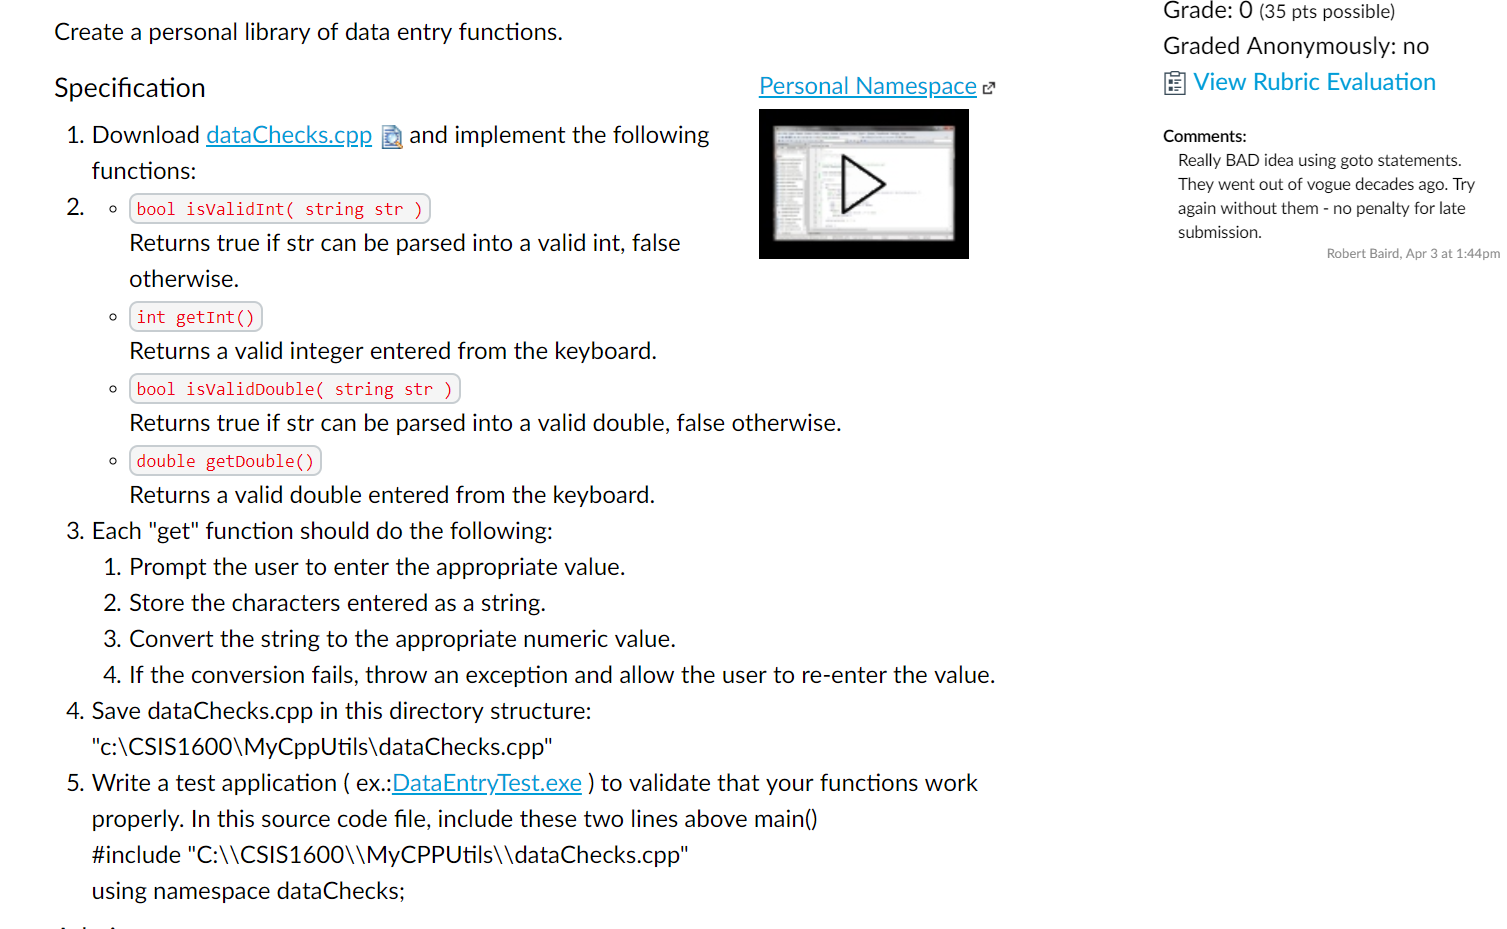 Create a personal library of data entry functions.
Specification
Personal Namespace
1. Download dataChecks.cpp and implement the following
functions:
2. ◦ bool isValidInt( string str )
Returns true if str can be parsed into a valid int, false
otherwise.
◦ int getInt()
Returns a valid integer entered from the keyboard.
◦ bool isValidDouble( string str )
Returns true if str can be parsed into a valid double, false otherwise.
◦ double getDouble()
Returns a valid double entered from the keyboard.
3. Each "get" function should do the following:
1. Prompt the user to enter the appropriate value.
2. Store the characters entered as a string.
3. Convert the string to the appropriate numeric value.
4. If the conversion fails, throw an exception and allow the user to re-enter the value.
4. Save dataChecks.cpp in this directory structure:
"c:\CSIS1600\MyCppUtils\dataChecks.cpp"
5. Write a test application ( ex.:DataEntryTest.exe ) to validate that your functions work
properly. In this source code file, include these two lines above main()
#include "C:\\CSIS1600\\MyCPPUtils\\dataChecks.cpp"
using namespace dataChecks;
Grade: 0 (35 pts possible)
Graded Anonymously: no
View Rubric Evaluation
Comments:
Really BAD idea using goto statements.
They went out of vogue decades ago. Try
again without them - no penalty for late
submission.
Robert Baird, Apr 3 at 1:44pm